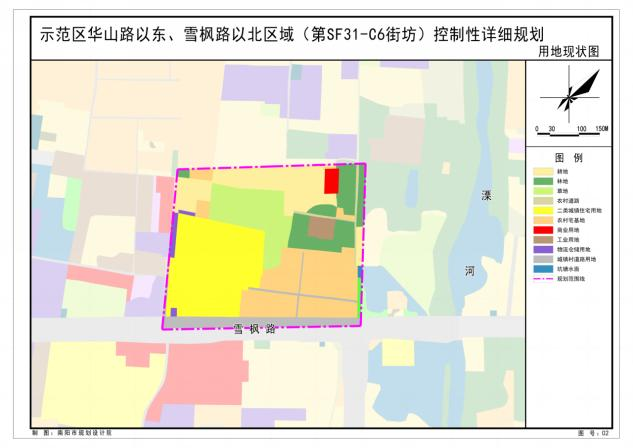 示范区华山路以东、雪枫路以北区域（第SF31-C6街坊）控制性详细规划
用地现状图
0 30 100 150M
图 例
耕地
林地
草地
农村道路
二类城镇住宅用地
农村宅基地
商业用地
工业用地
物流仓储用地
城镇村道路用地
坑塘水面
规划范围线
溧
河
雪 枫 路
制 图：南阳市规划设计院
图 号：02